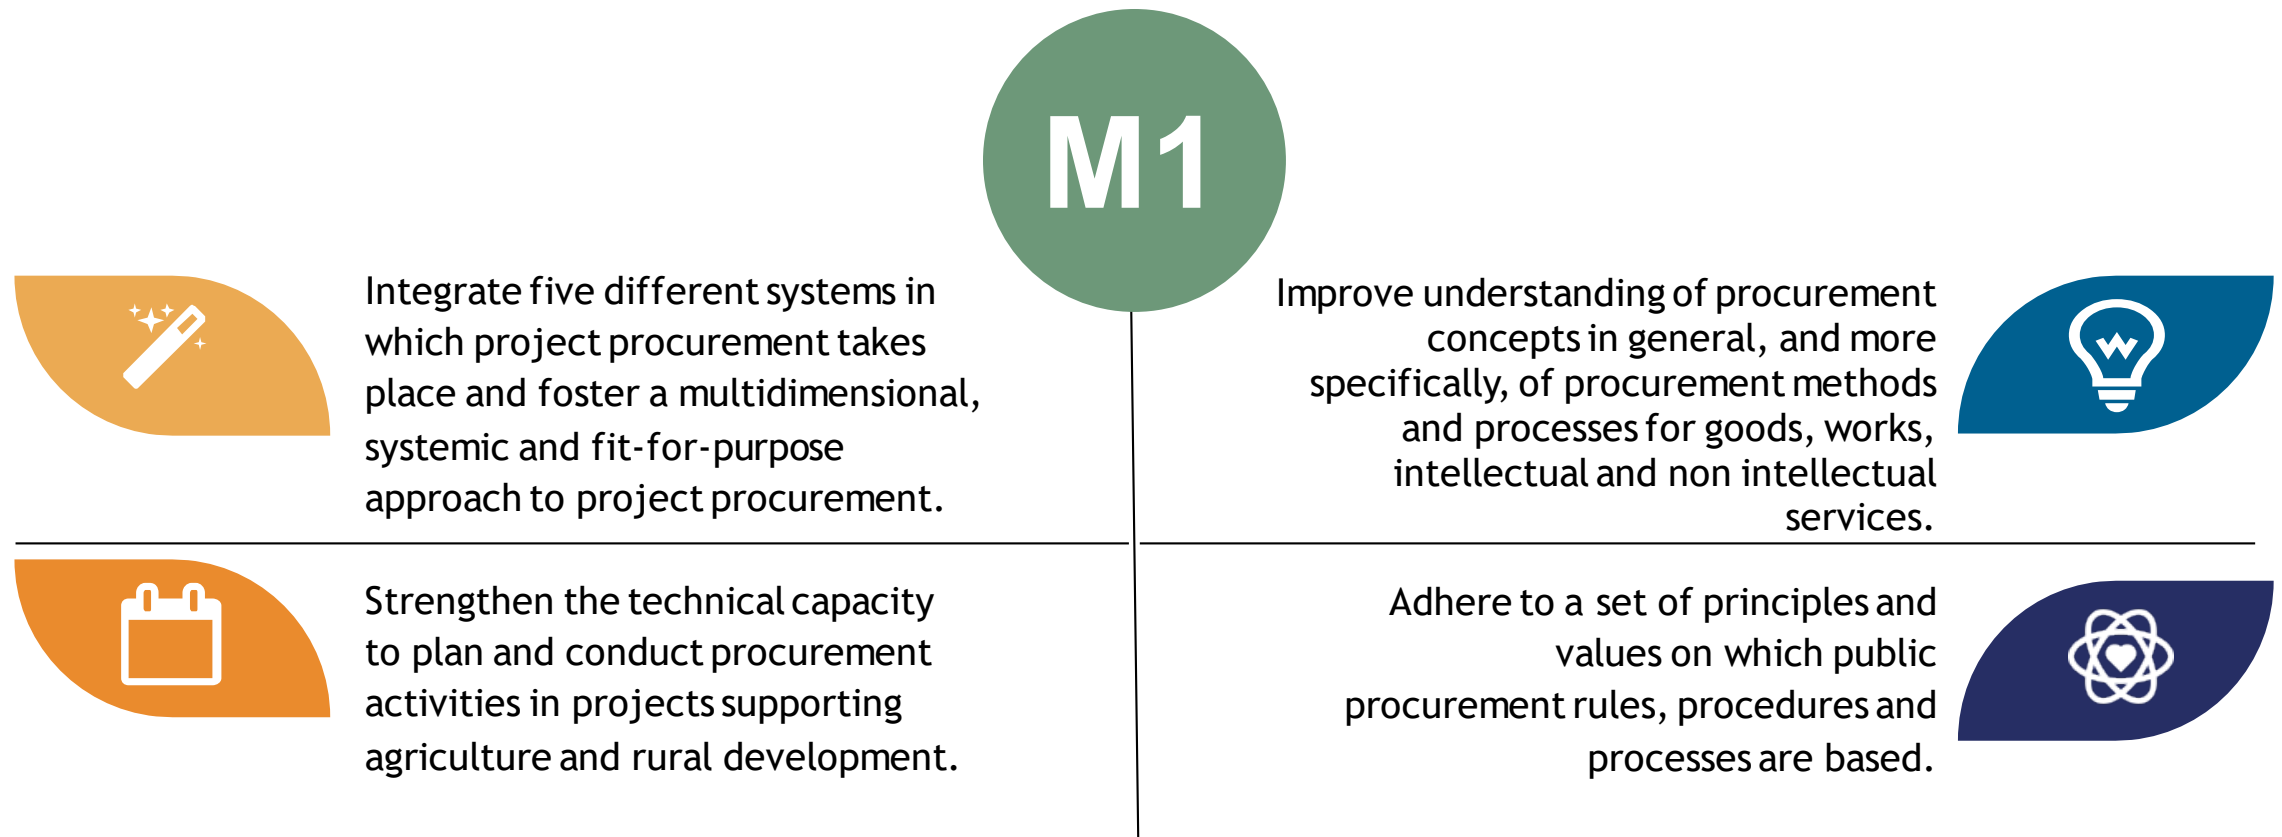 M1
Integrate five different systems in
which project procurement takes
place and foster a multidimensional,
systemic and fit-for-purpose
approach to project procurement.
Improve understanding of procurement
concepts in general, and more
specifically, of procurement methods
and processes for goods, works,
intellectual and non intellectual
services.
Strengthen the technical capacity
to plan and conduct procurement
activities in projects supporting
agriculture and rural development.
Adhere to a set of principles and
values on which public
procurement rules, procedures and
processes are based.